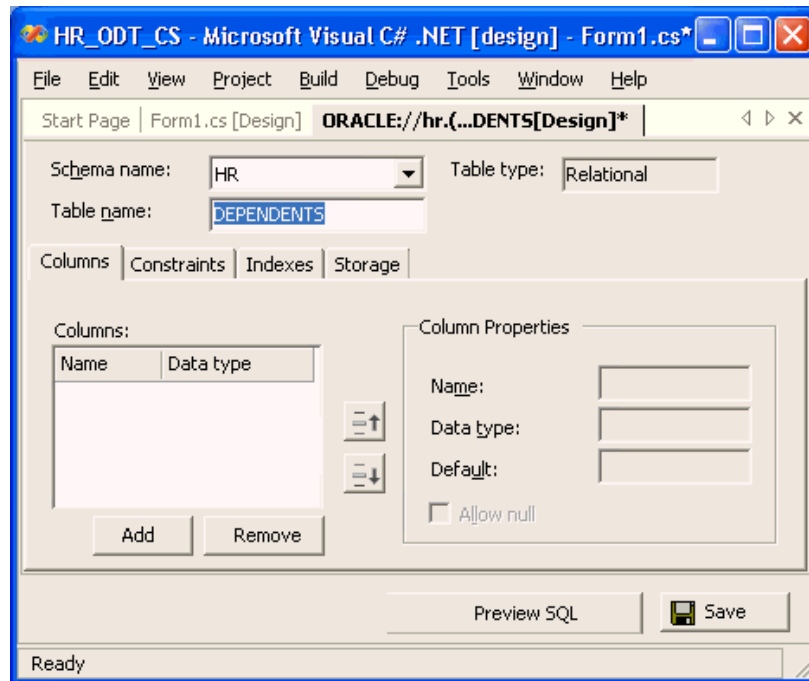 HR_ODT_CS - Microsoft Visual C# .NET [design] - Form1.cs*
File Edit View Project Build Debug Tools Window Help
Start Page Form1.cs [Design] ORACLE://hr.(...DENTS[Design]*
Schema name: HR Table type: Relational
Table name: DEPENDENTS
Columns Constraints Indexes Storage
Columns: Column Properties
Name Data type
Name:
Data type:
Default:
Allow null
Add Remove
Preview SQL Save
Ready